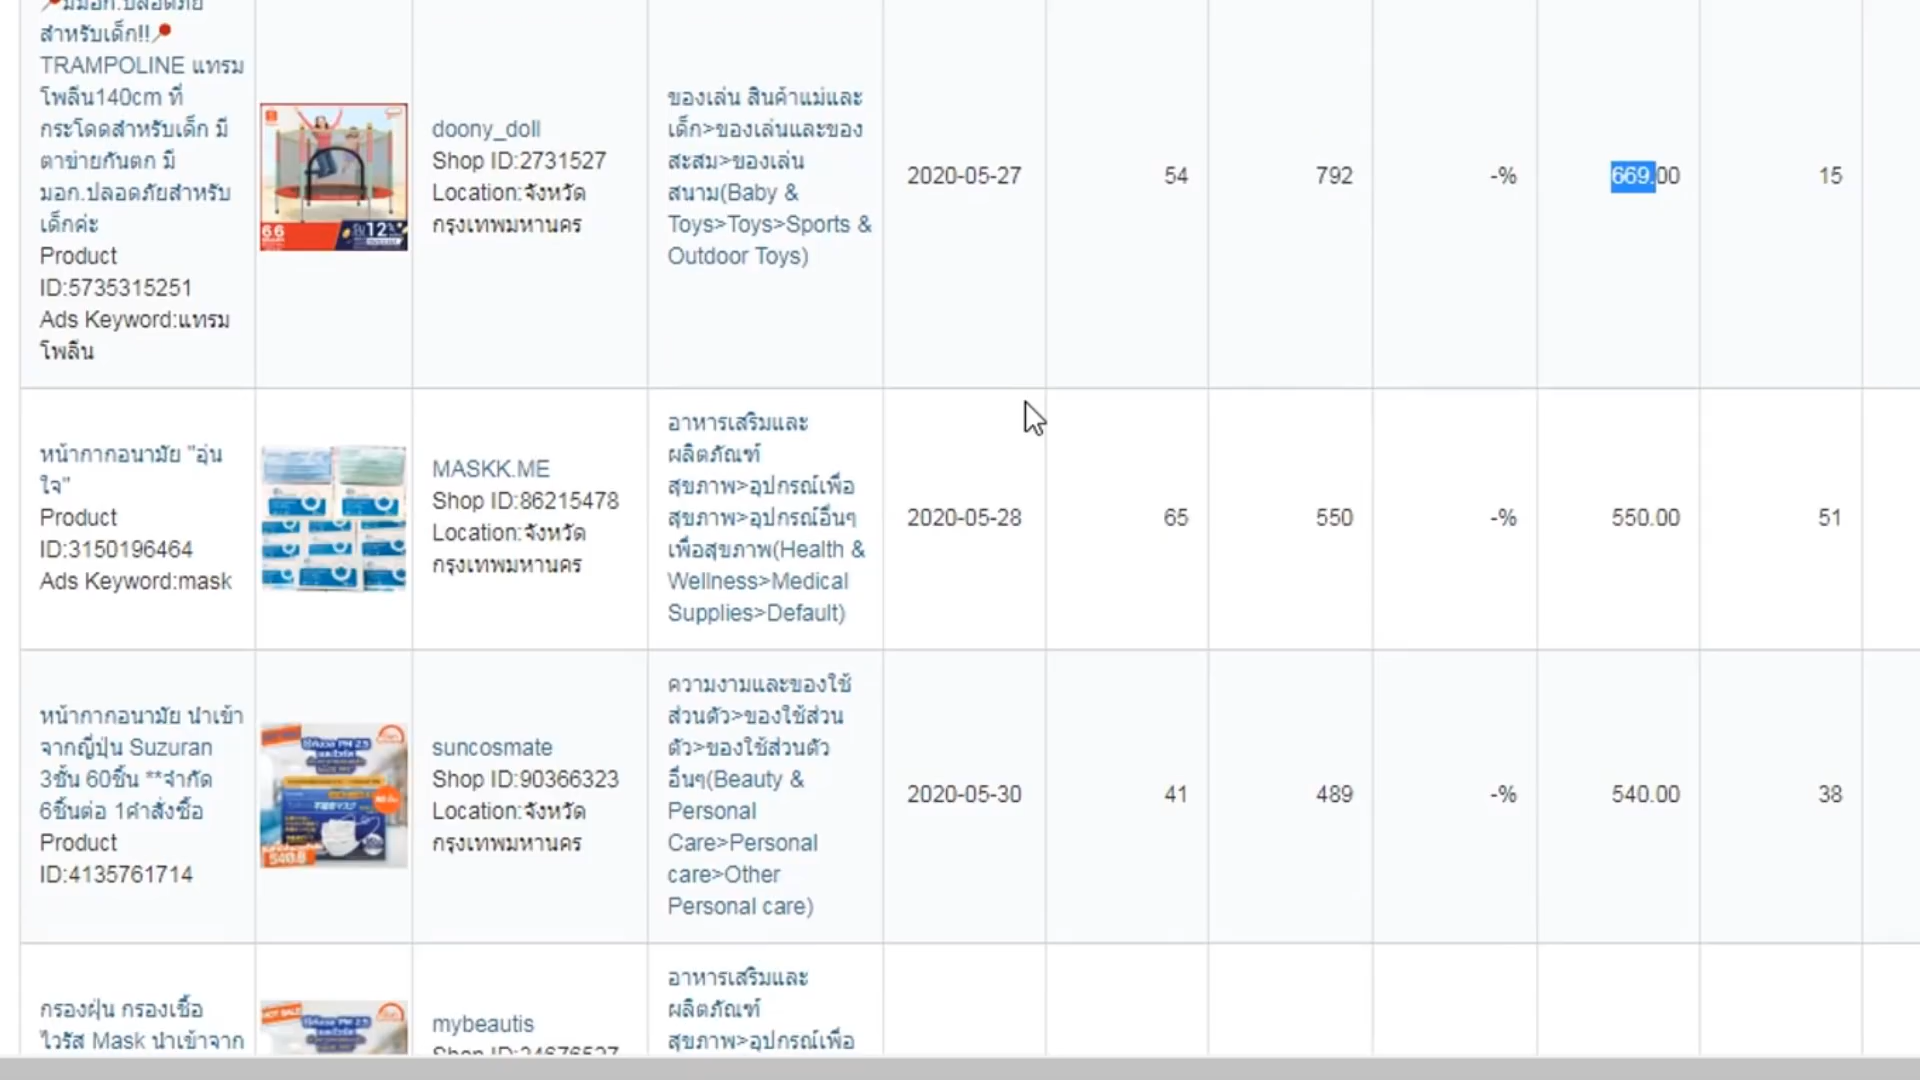 สำหรับเด็ก!!
TRAMPOLINE แทรม
โพลีน140cm ที่
กระโดดสำหรับเด็ก มี
ตาข่ายกันตก มี
มอก.ปลอดภัยสำหรับ
เด็กค่ะ
Product
ID:5735315251
Ads Keyword:แทรม
โพลีน
6.6
12%
doony_doll
Shop ID:2731527
Location:จังหวัด
กรุงเทพมหานคร
ของเล่น สินค้าแม่และ
เด็ก>ของเล่นและของ
สะสม>ของเล่น
สนาม(Baby &
Toys>Toys>Sports &
Outdoor Toys)
2020-05-27
54
792
-%
669.00
15
หน้ากากอนามัย "อุ่น
ใจ"
Product
ID:3150196464
Ads Keyword:mask
MASKK.ME
Shop ID:86215478
Location:จังหวัด
กรุงเทพมหานคร
อาหารเสริมและ
ผลิตภัณฑ์
สุขภาพ>อุปกรณ์เพื่อ
สุขภาพ>อุปกรณ์อื่นๆ
เพื่อสุขภาพ(Health &
Wellness>Medical
Supplies>Default)
2020-05-28
65
550
-%
550.00
51
หน้ากากอนามัย นำเข้า
จากญี่ปุ่น Suzuran
3ชั้น 60ชิ้น **จำกัด
6ชิ้นต่อ 1คำสั่งซื้อ
Product
ID:4135761714
suncosmate
Shop ID:90366323
Location:จังหวัด
กรุงเทพมหานคร
ความงามและของใช้
ส่วนตัว>ของใช้ส่วน
ตัว>ของใช้ส่วนตัว
อื่นๆ(Beauty &
Personal
Care>Personal
care>Other
Personal care)
2020-05-30
41
489
-%
540.00
38
กรองฝุ่น กรองเชื้อ
ไวรัส Mask นำเข้าจาก
HOT SALE
mybeautis
Shop ID:24676527
อาหารเสริมและ
ผลิตภัณฑ์
สุขภาพ>อุปกรณ์เพื่อ